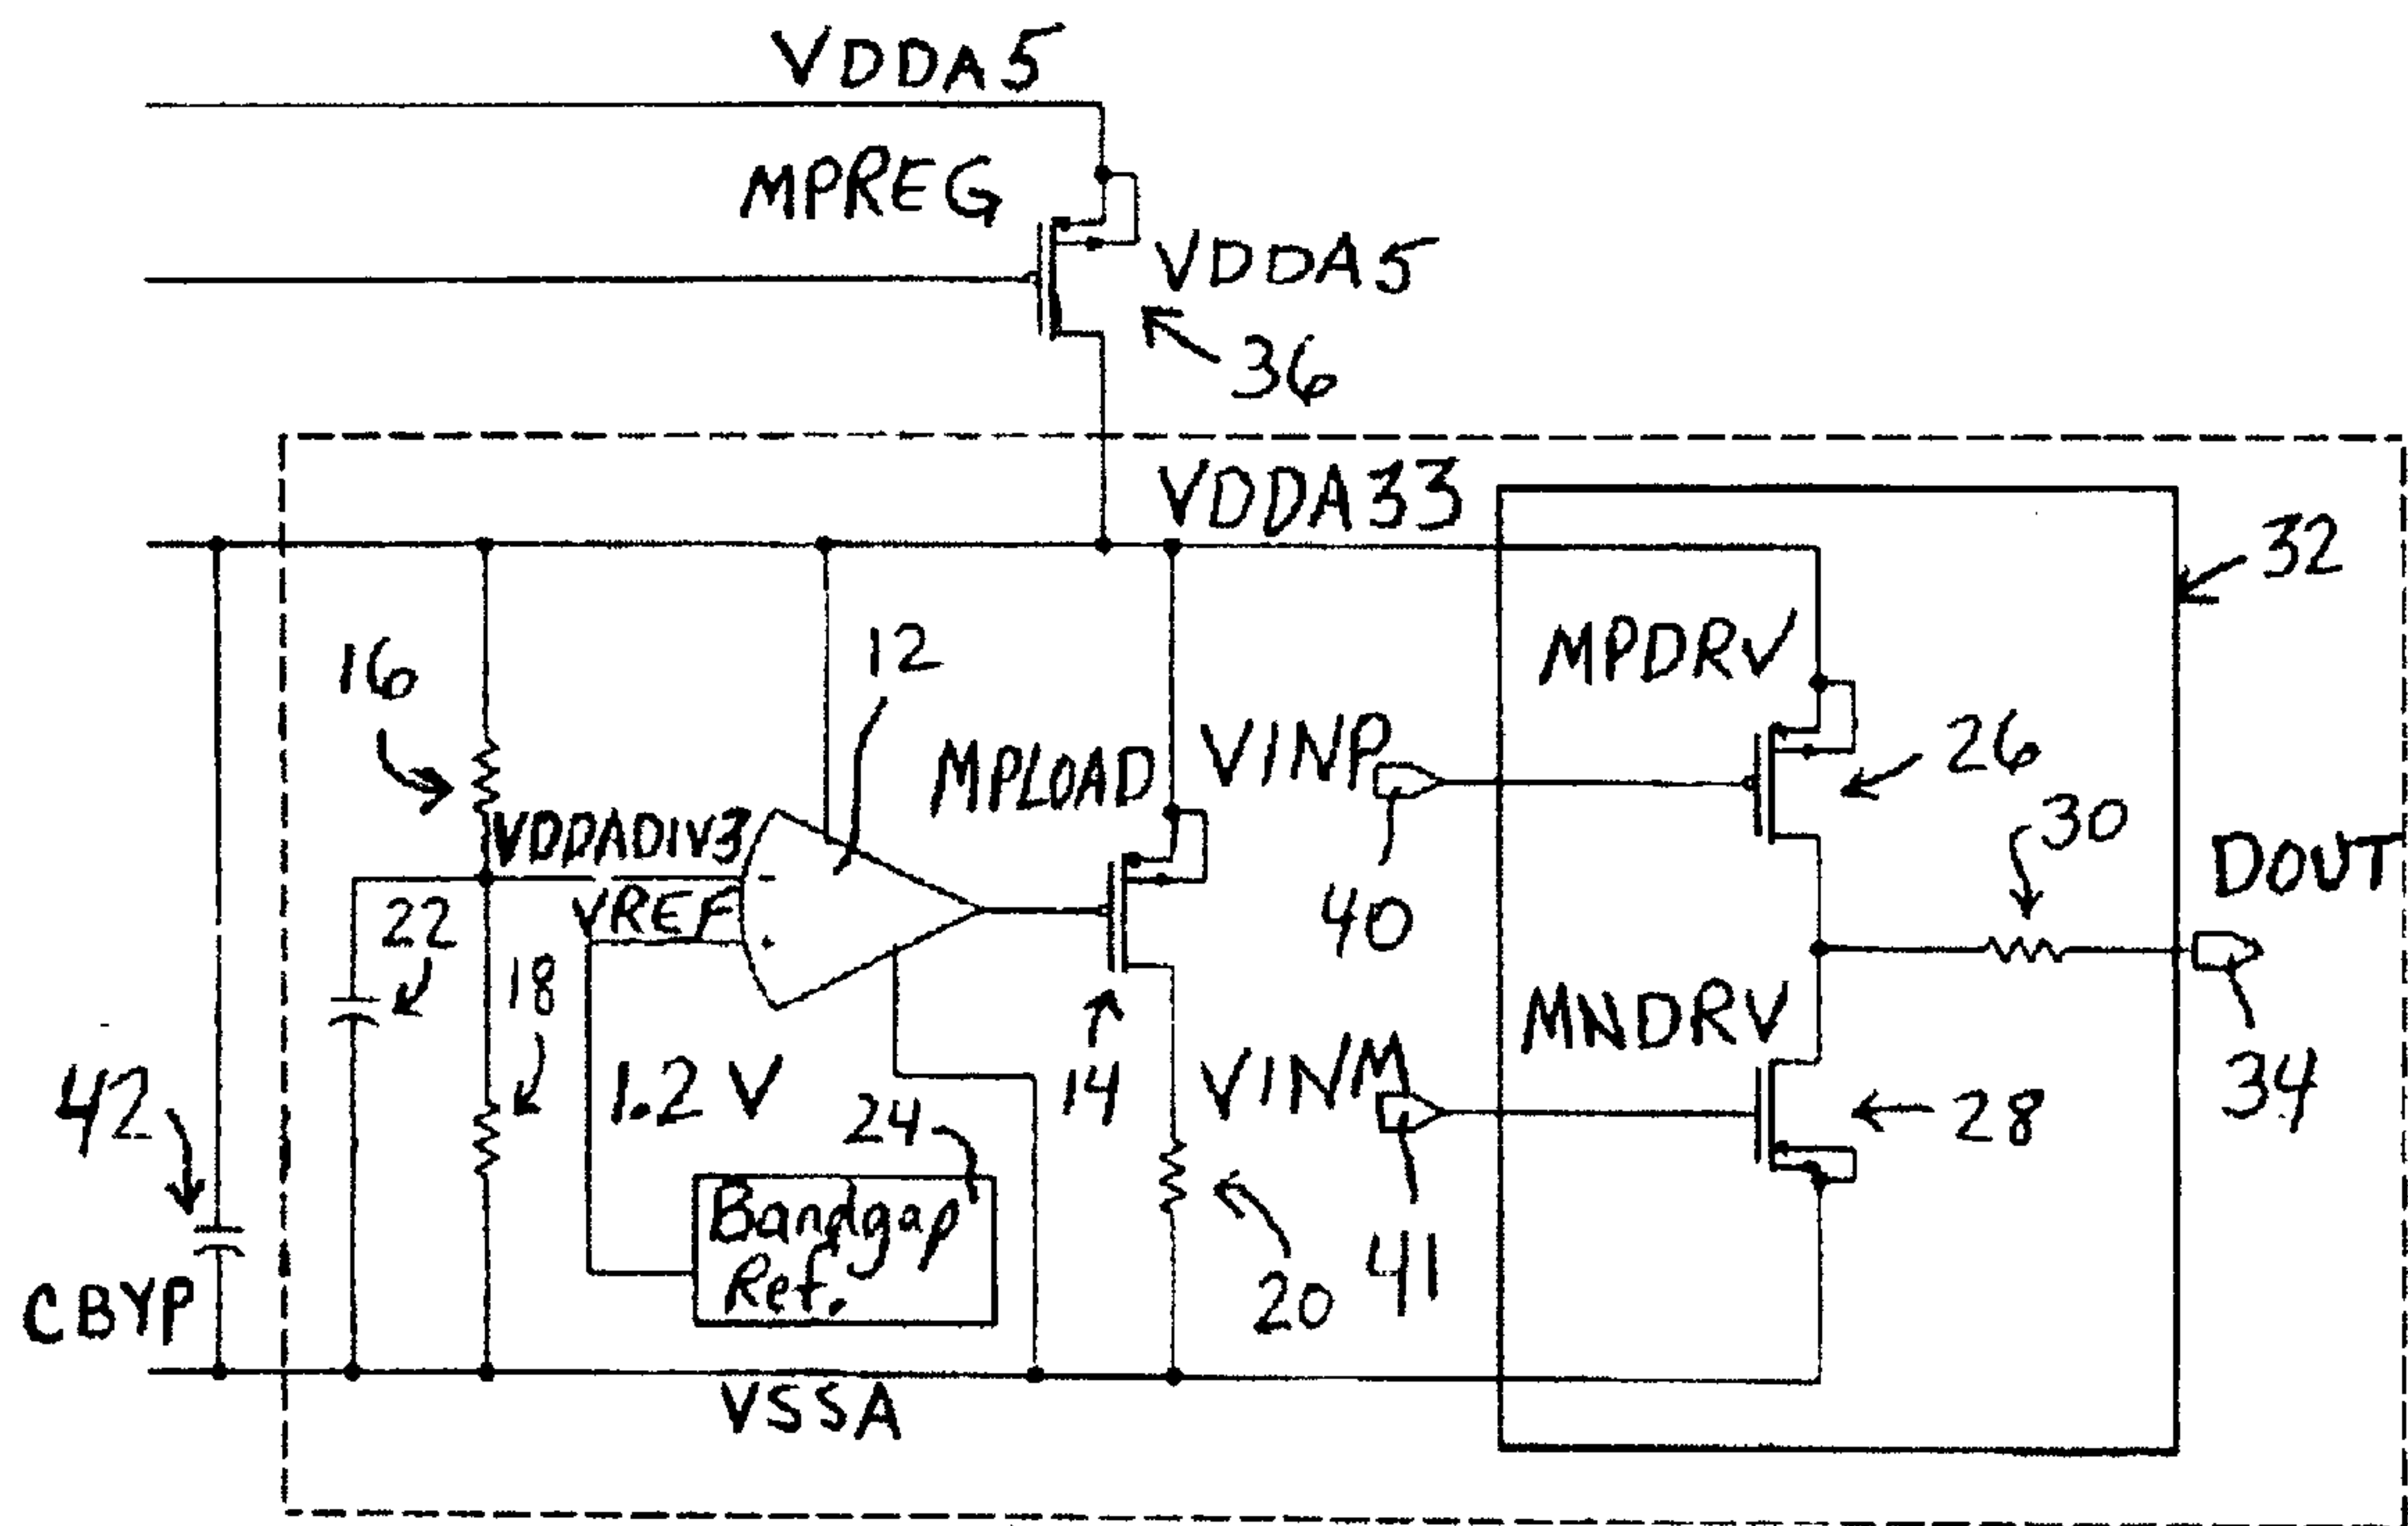 VDDA5
MPREG
VDDA5
36
VDDA33
32
16
12
MPDRV
MPLOAD
VINP
26
30
VDDADIV3
-
DOUT
VREF
+
22
40
18
MNDRV
1.2 V
14
VINM
34
42
24
28
Bandgap
Ref.
20
41
CBYP
VSSA